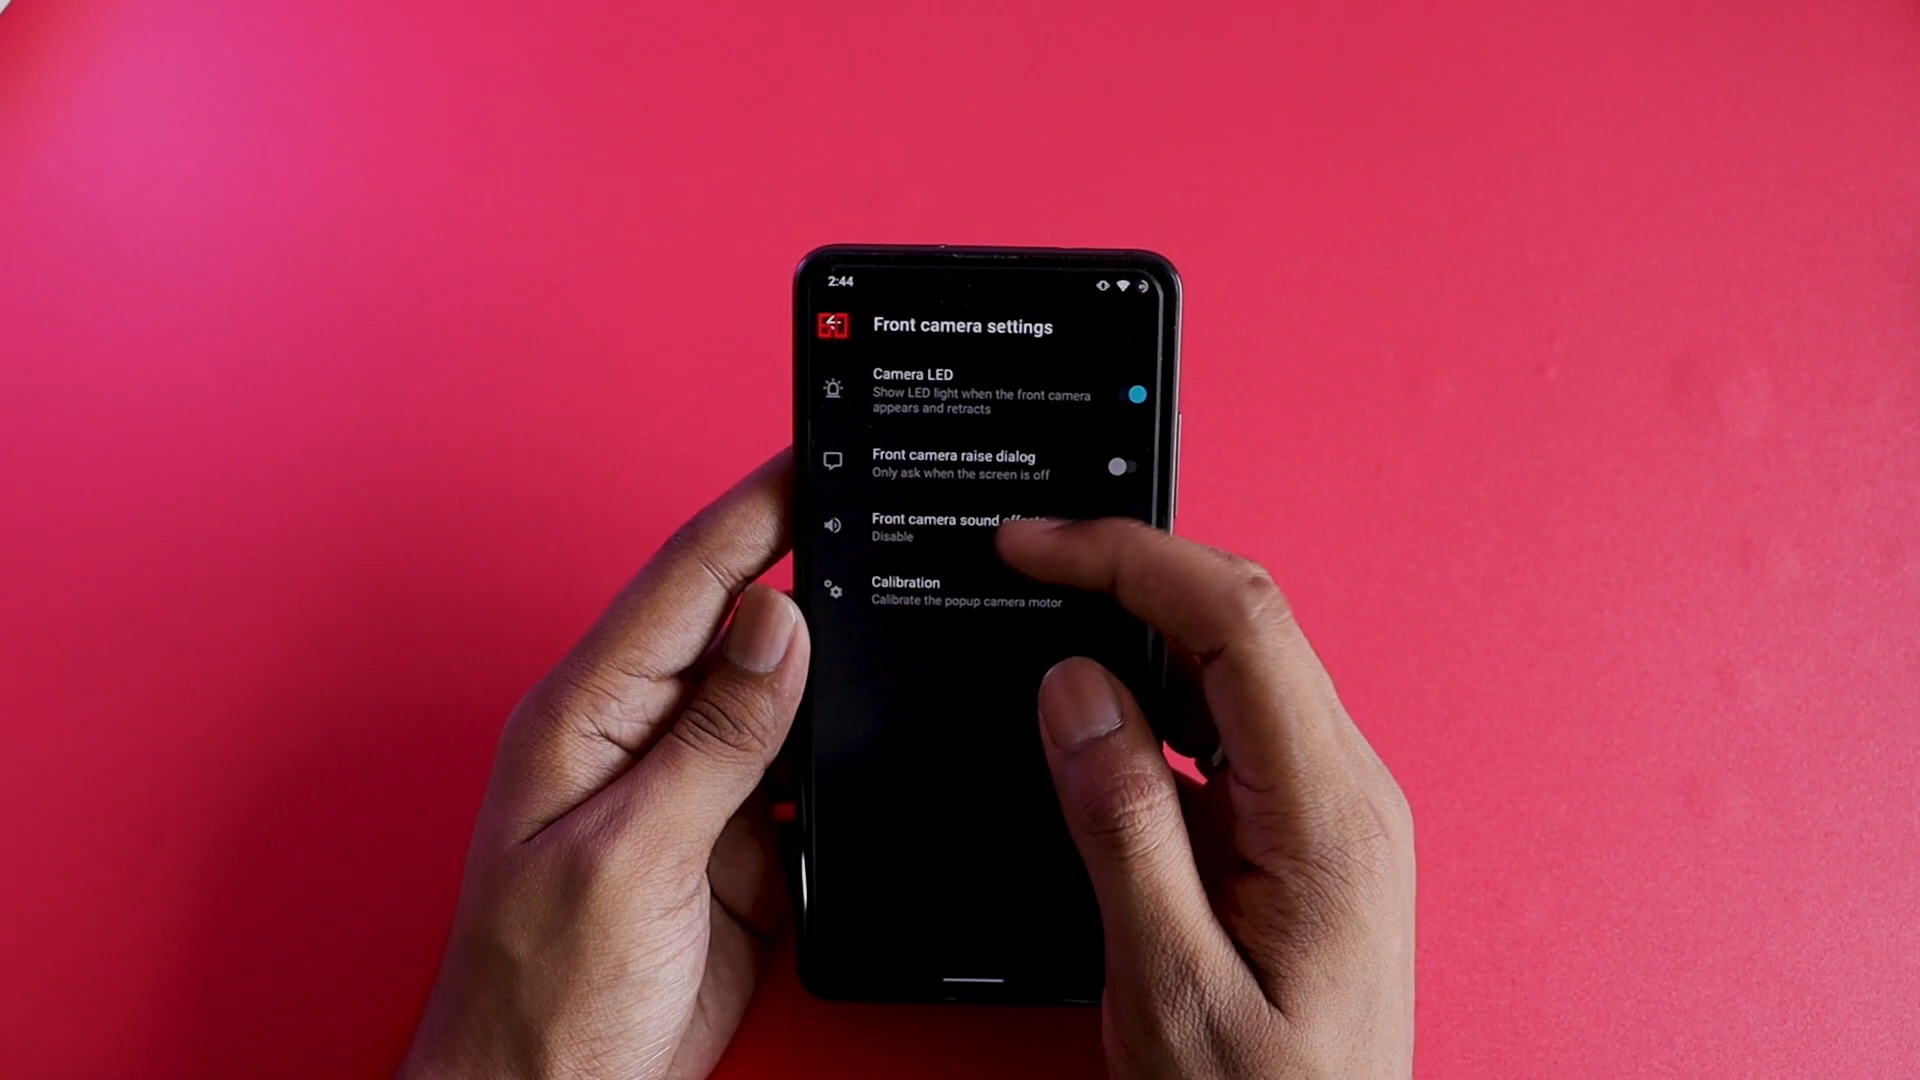 2:44
Front camera settings
Camera LED
Show LED light when the front camera
appears and retracts
Front camera raise dialog
Only ask when the screen is off
Front camera sound effects
Disable
Calibration
Calibrate the popup camera motor